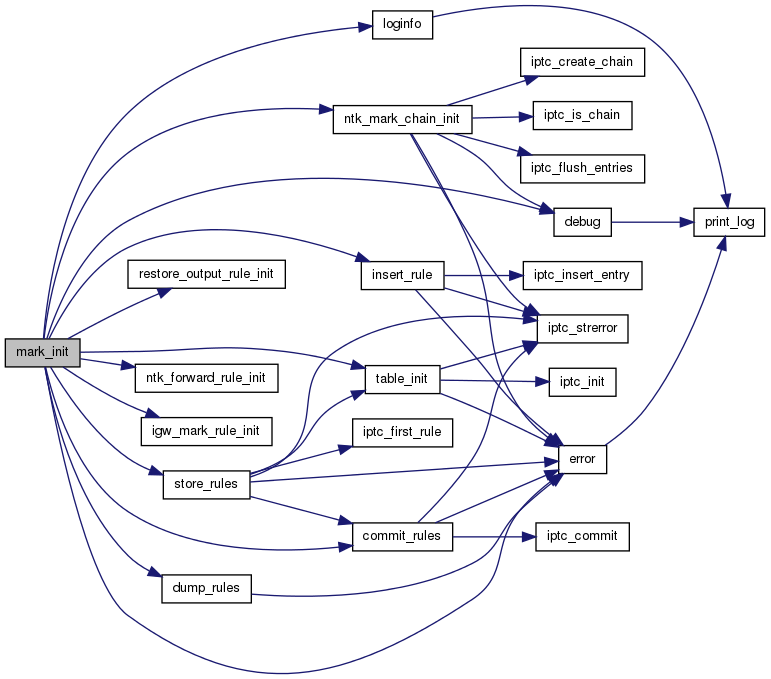 loginfo
iptc_create_chain
ntk_mark_chain_init
iptc_is_chain
iptc_flush_entries
debug
print_log
restore_output_rule_init
insert_rule
iptc_insert_entry
iptc_strerror
mark_init
ntk_forward_rule_init
table_init
iptc_init
igw_mark_rule_init
iptc_first_rule
store_rules
error
commit_rules
iptc_commit
dump_rules